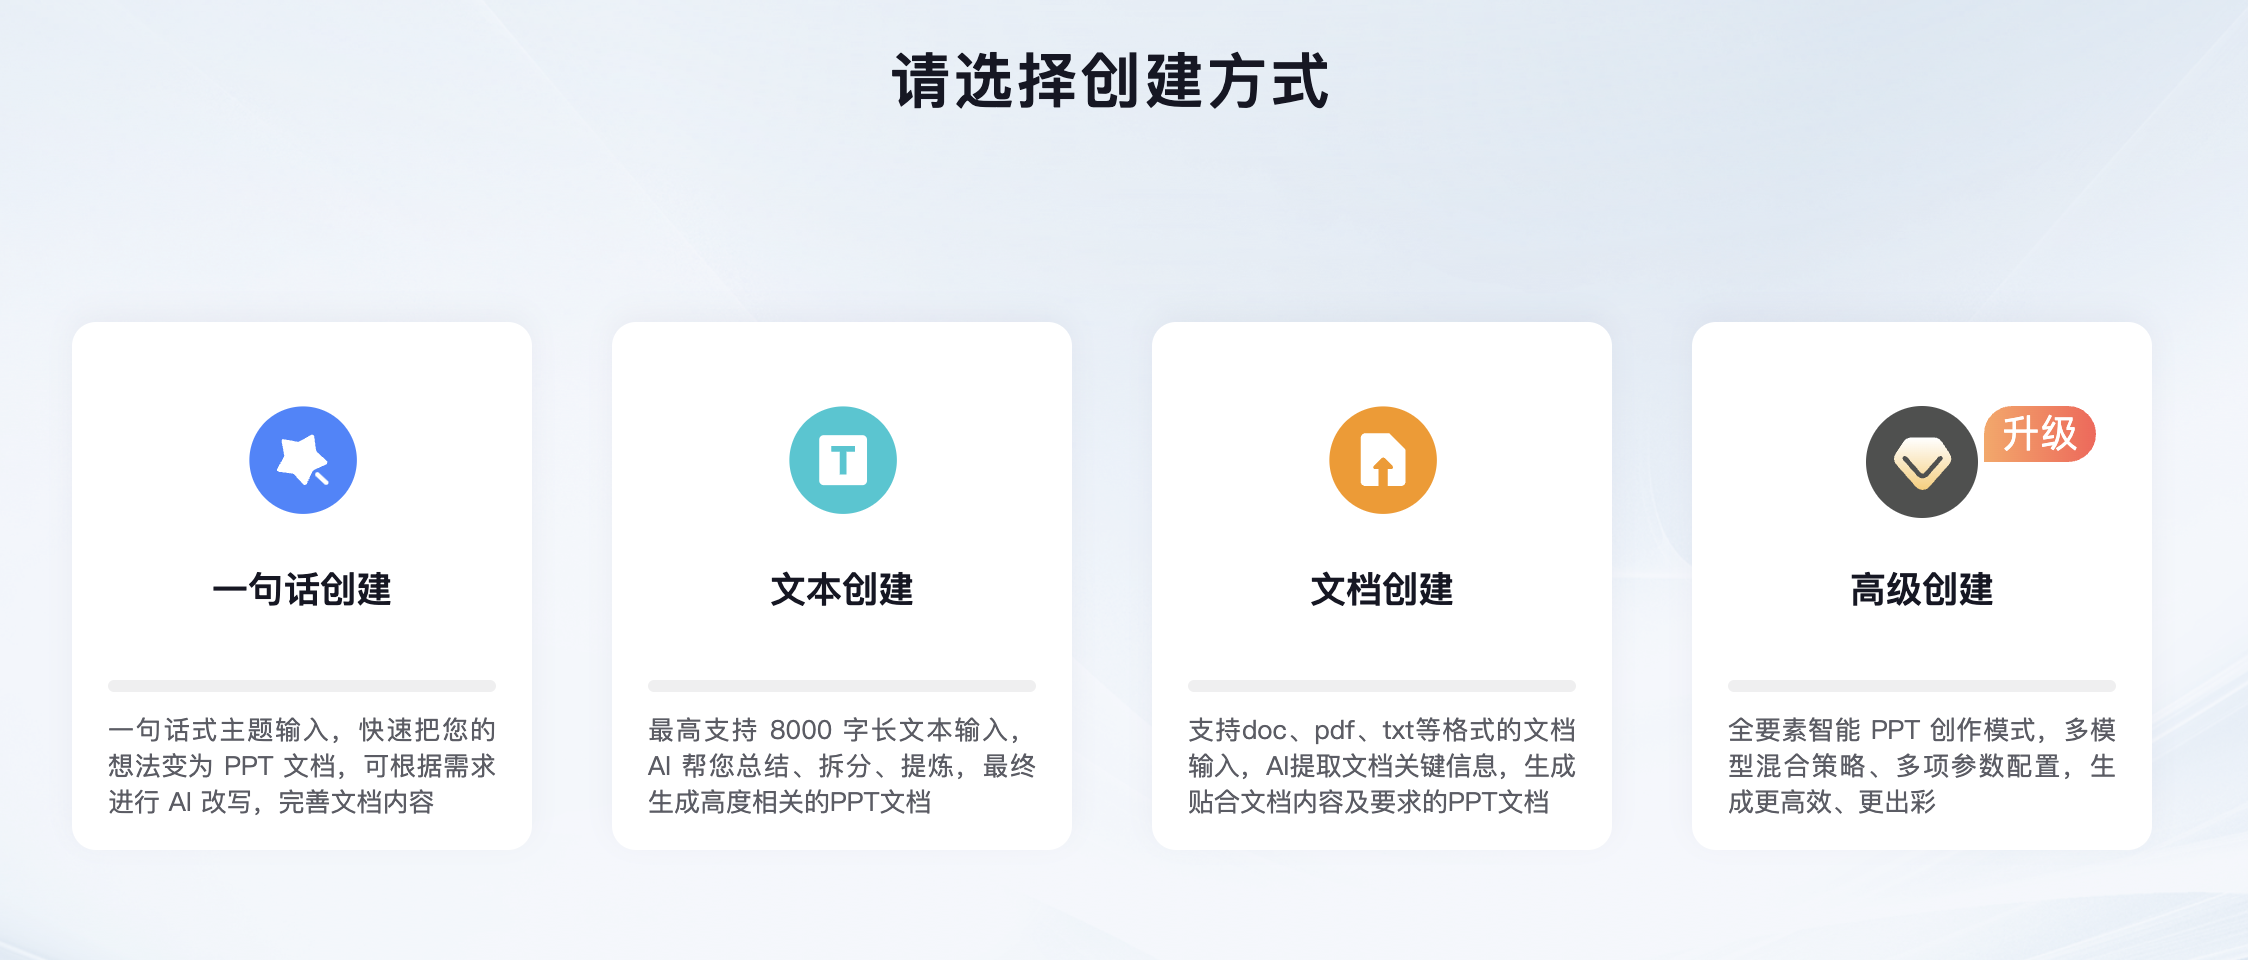 请选择创建方式
一句话创建
一句话式主题输入，快速把您的
想法变为 PPT 文档，可根据需求
进行 AI 改写，完善文档内容
T
文本创建
最高支持 8000 字长文本输入，
AI 帮您总结、拆分、提炼，最终
生成高度相关的PPT文档
文档创建
支持doc、pdf、txt等格式的文档
输入，AI提取文档关键信息，生成
贴合文档内容及要求的PPT文档
升级
高级创建
全要素智能 PPT 创作模式，多模
型混合策略、多项参数配置，生
成更高效、更出彩